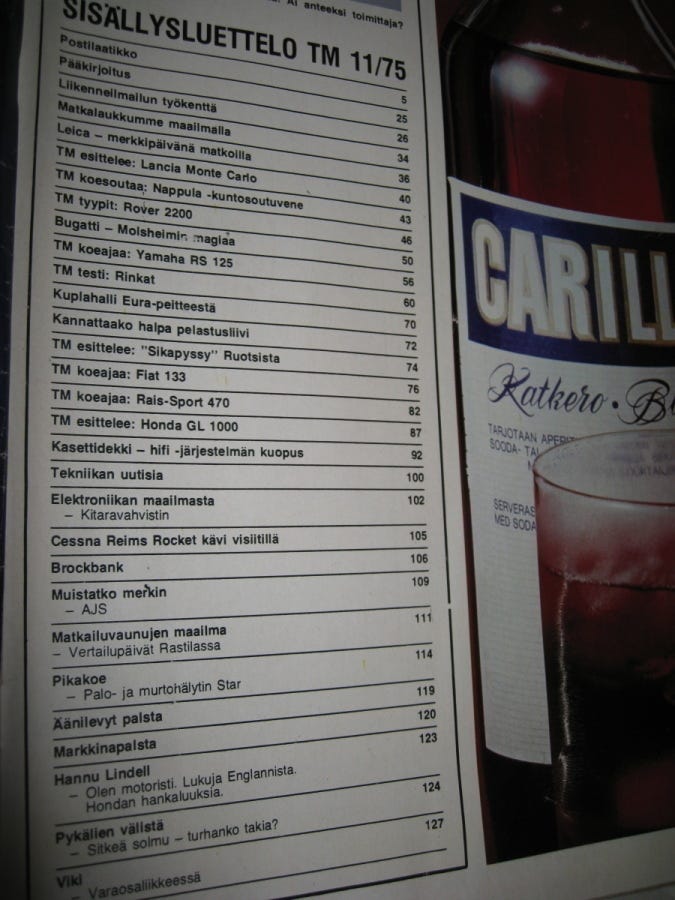 Ai anteeksi toimittaja?
SISÄLLYSLUETTELO TM 11/75
Postilaatikko 5
Pääkirjoitus 25
Liikenneilmailun työkenttä 26
Matkalaukkumme maailmalla 34
Leica – merkkipäivänä matkoilla 36
TM esittelee: Lancia Monte Carlo 40
TM koesoutaa: Nappula -kuntosoutuvene 43
TM tyypit: Rover 2200 46
Bugatti – Molsheimin magiaa 50
TM koeajaa: Yamaha RS 125 56
TM testi: Rinkat 60
Kuplahalli Eura-peitteestä 70
Kannattaako halpa pelastusliivi 72
TM esittelee: "Sikapyssy" Ruotsista 74
TM koeajaa: Fiat 133 76
TM koeajaa: Rais-Sport 470 82
TM esittelee: Honda GL 1000 87
Kasettidekki – hifi -järjestelmän kuopus 92
Tekniikan uutisia 100
Elektroniikan maailmasta 102
– Kitaravahvistin
Cessna Reims Rocket kävi visiitillä 105
Brockbank 106
Muistatko merkin 109
– AJS
Matkailuvaunujen maailma 111
– Vertailupäivät Rastilassa
Pikakoe 114
– Palo- ja murtohälytin Star
Äänilevyt palsta 119
Markkinapalsta 120
Hannu Lindell 123
– Olen motoristi. Lukuja Englannista.
Hondan hankaluuksia.
Pykälien välistä 124
– Sitkeä solmu – turhanko takia?
Viki 127
– Varaosaliikkeessä
CARILL
Katkero · Bi
TARJOTAAN APERIT
SOODA- TAI
SERVERAS
MED SODA